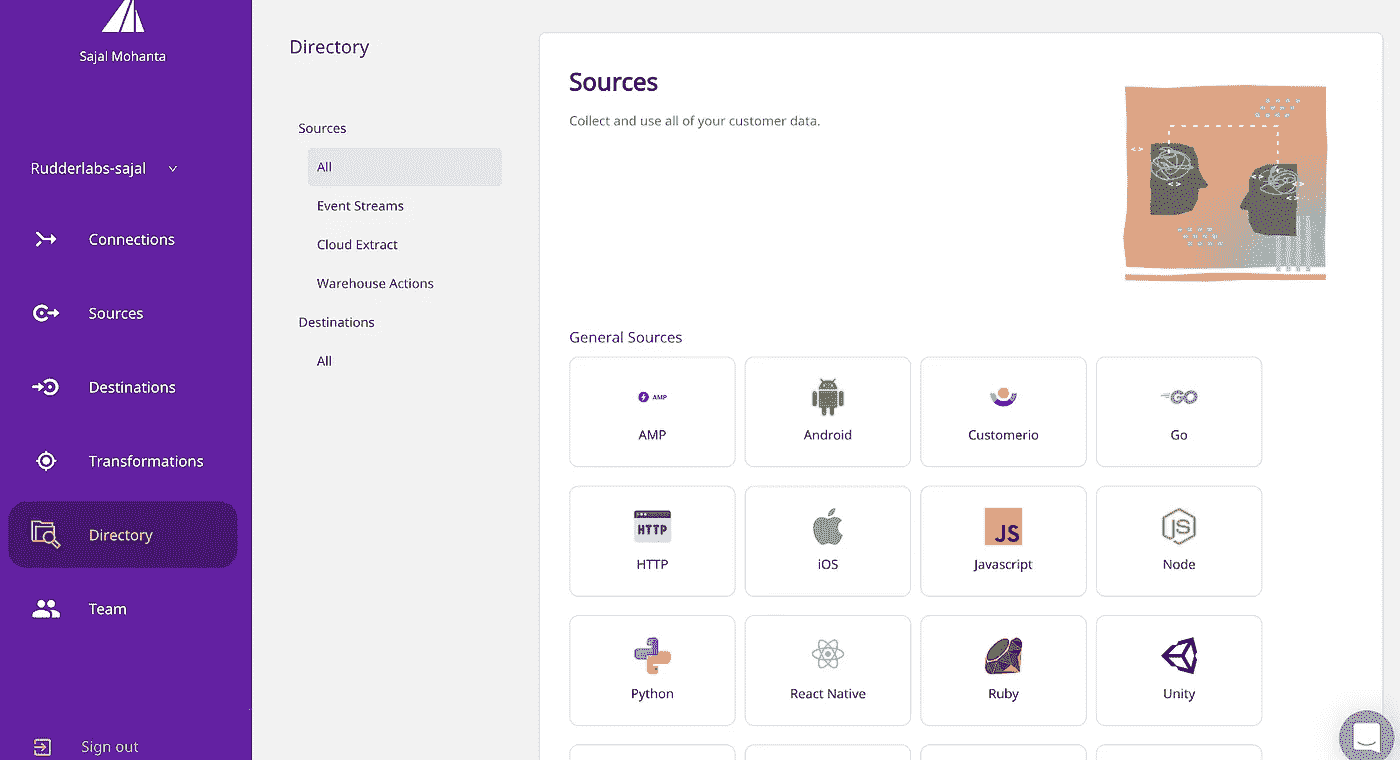 Sajal Mohanta
Rudderlabs-sajal
Connections
Sources
Destinations
Transformations
Directory
Team
Sign out
Directory
Sources
All
Event Streams
Cloud Extract
Warehouse Actions
Destinations
All
Sources
Collect and use all of your customer data.
General Sources
AMP
AMP
Android
Customerio
GO
Go
HTTP
HTTP
iOS
JS
Javascript
JS
Node
Python
React Native
Ruby
Unity